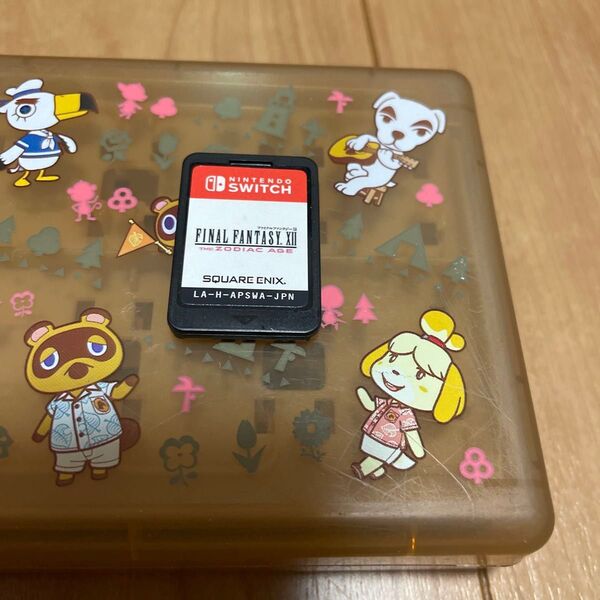 NINTENDO
SWITCH
ファイナルファンタジーXII
FINAL FANTASY. XII
THE ZODIAC AGE
SQUARE ENIX.
LA-H-APSWA-JPN